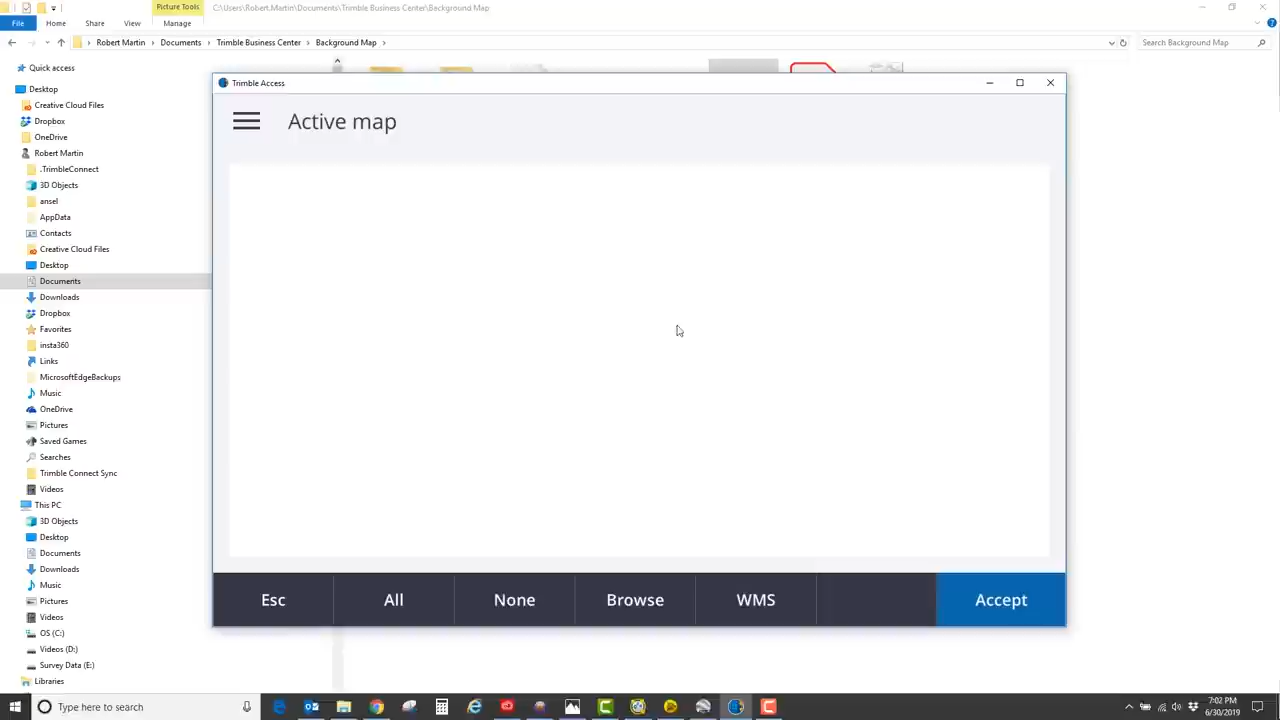 Picture Tools
C:\Users\Robert.Martin\Documents\Trimble Business Center\Background Map
File Home Share View Manage
Robert Martin Documents Trimble Business Center Background Map
Search Background Map
Quick access
Desktop
Creative Cloud Files
Dropbox
OneDrive
Robert Martin
.TrimbleConnect
3D Objects
ansel
AppData
Contacts
Creative Cloud Files
Desktop
Documents
Downloads
Dropbox
Favorites
insta360
Links
MicrosoftEdgeBackups
Music
OneDrive
Pictures
Saved Games
Searches
Trimble Connect Sync
Videos
This PC
3D Objects
Desktop
Documents
Downloads
Music
Pictures
Videos
OS (C:)
Videos (D:)
Survey Data (E:)
Libraries
Trimble Access
Active map
Esc All None Browse WMS Accept
Type here to search
7:02 PM
6/30/2019